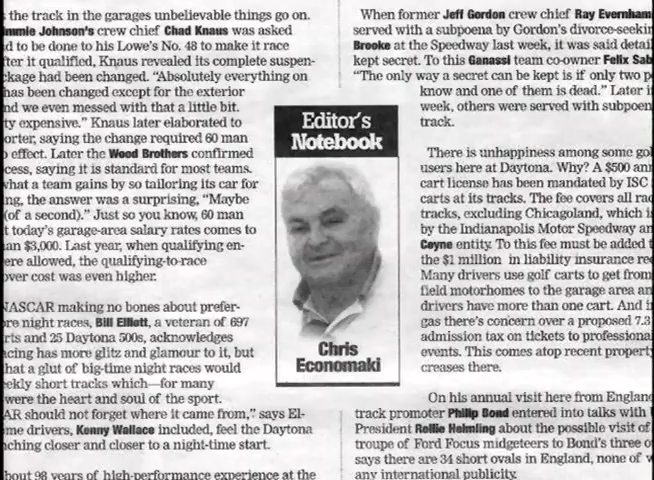 the track in the garages unbelievable things go on.
Jimmie Johnson's crew chief Chad Knaus was asked
to be done to his Lowe's No. 48 to make it race
ter it qualified, Knaus revealed its complete suspen-
ckage had been changed. "Absolutely everything on
has been changed except for the exterior
nd we even messed with that a little bit.
ty expensive." Knaus later elaborated to
orter, saying the change required 60 man
o effect. Later the Wood Brothers confirmed
cess, saying it is standard for most teams.
hat a team gains by so tailoring its car for
ng, the answer was a surprising, "Maybe
(of a second)." Just so you know, 60 man
t today's garage-area salary rates comes to
an $3,000. Last year, when qualifying en-
ere allowed, the qualifying-to-race
over cost was even higher.
NASCAR making no bones about prefer-
re night races, Bill Elliott, a veteran of 697
rts and 25 Daytona 500s, acknowledges
cing has more glitz and glamour to it, but
hat a glut of big-time night races would
ekly short tracks which—for many
were the heart and soul of the sport.
AR should not forget where it came from," says El-
me drivers, Kenny Wallace included, feel the Daytona
ching closer and closer to a night-time start.
bout 98 years of high-performance experience at the
Editor's
Notebook
Chris
Economaki
When former Jeff Gordon crew chief Ray Evernham
served with a subpoena by Gordon's divorce-seekin
Brooke at the Speedway last week, it was said detail
kept secret. To this Ganassi team co-owner Felix Sab
"The only way a secret can be kept is if only two p
know and one of them is dead." Later i
week, others were served with subpoen
track.
There is unhappiness among some gol
users here at Daytona. Why? A $500 ann
cart license has been mandated by ISC
carts at its tracks. The fee covers all rac
tracks, excluding Chicagoland, which i
by the Indianapolis Motor Speedway an
Coyne entity. To this fee must be added t
the $1 million in liability insurance re
Many drivers use golf carts to get from
field motorhomes to the garage area an
drivers have more than one cart. And i
gas there's concern over a proposed 7.3
admission tax on tickets to professional
events. This comes atop recent propert
creases there.
On his annual visit here from England
track promoter Philip Bond entered into talks with
President Rollie Helmling about the possible visit of
troupe of Ford Focus midgeteers to Bond's three o
says there are 34 short ovals in England, none of w
any international publicity.